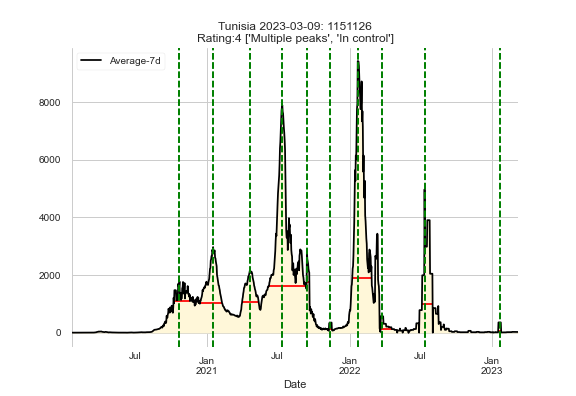 Tunisia 2023-03-09: 1151126
Rating:4 ['Multiple peaks', 'In control']
Average-7d
8000
6000
4000
2000
0
Jul
Jan
2021
Jul
Jan
2022
Jul
Jan
2023
Date